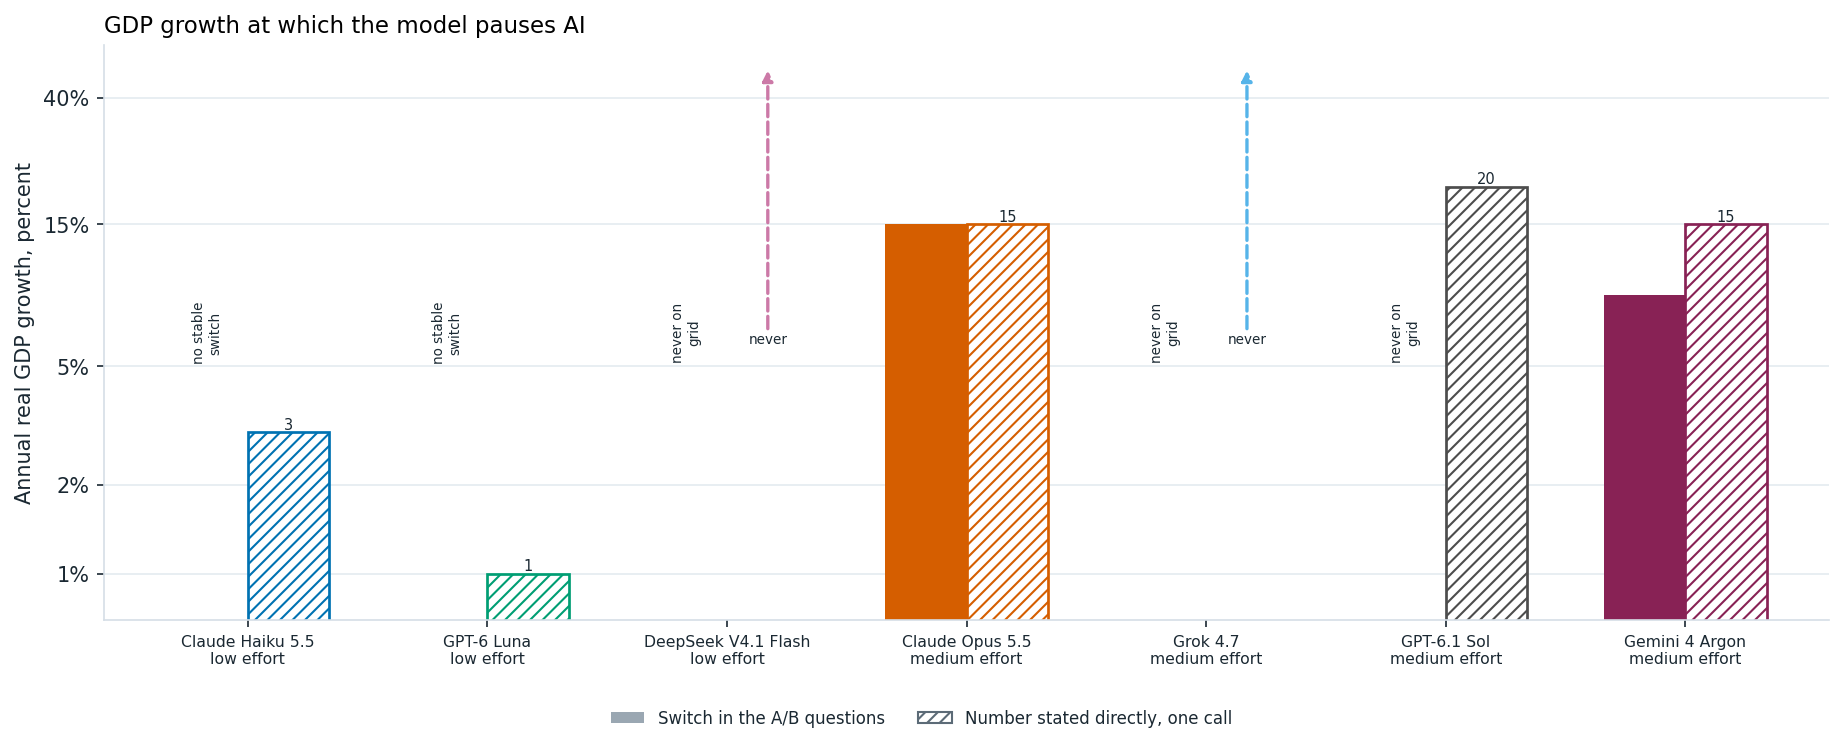 GDP growth at which the model pauses AI
Annual real GDP growth, percent
40%
15%
5%
2%
1%
no stable
switch
3
no stable
switch
1
never on
grid
never
15
never on
grid
never
never on
grid
20
15
Claude Haiku 5.5
low effort
GPT-6 Luna
low effort
DeepSeek V4.1 Flash
low effort
Claude Opus 5.5
medium effort
Grok 4.7
medium effort
GPT-6.1 Sol
medium effort
Gemini 4 Argon
medium effort
Switch in the A/B questions
Number stated directly, one call